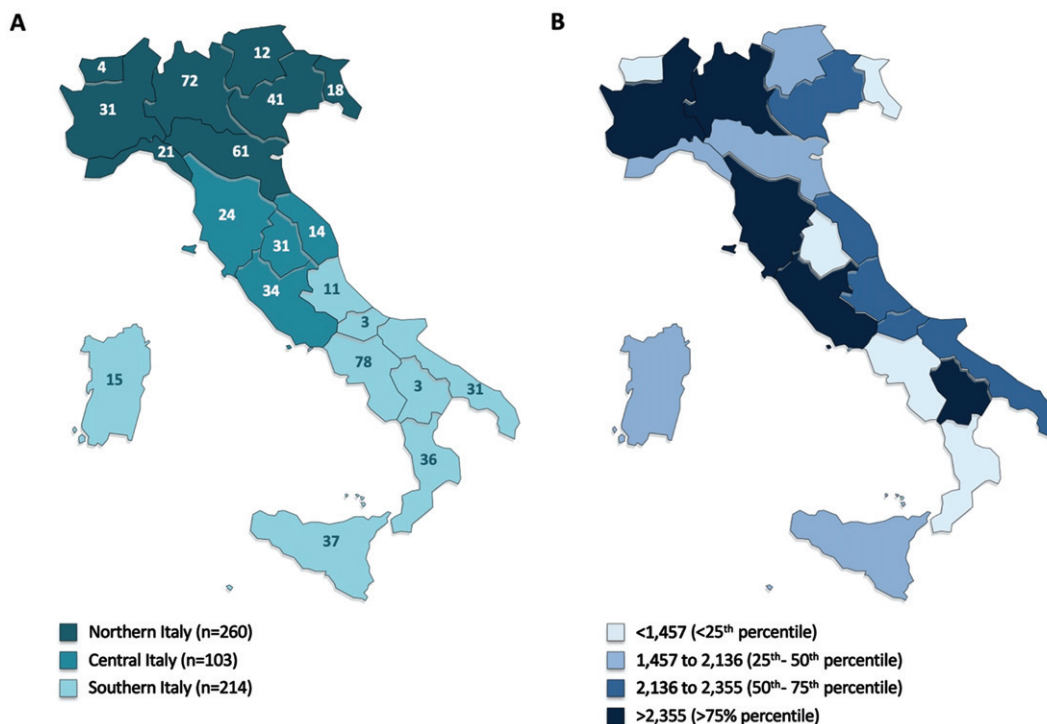 A
B
12
4
72
18
41
31
61
21
24
14
31
34
11
3
78
15
3
31
36
37
Northern Italy (n=260)
Central Italy (n=103)
Southern Italy (n=214)
<1,457 (<25th percentile)
1,457 to 2,136 (25th- 50th percentile)
2,136 to 2,355 (50th- 75th percentile)
>2,355 (>75% percentile)